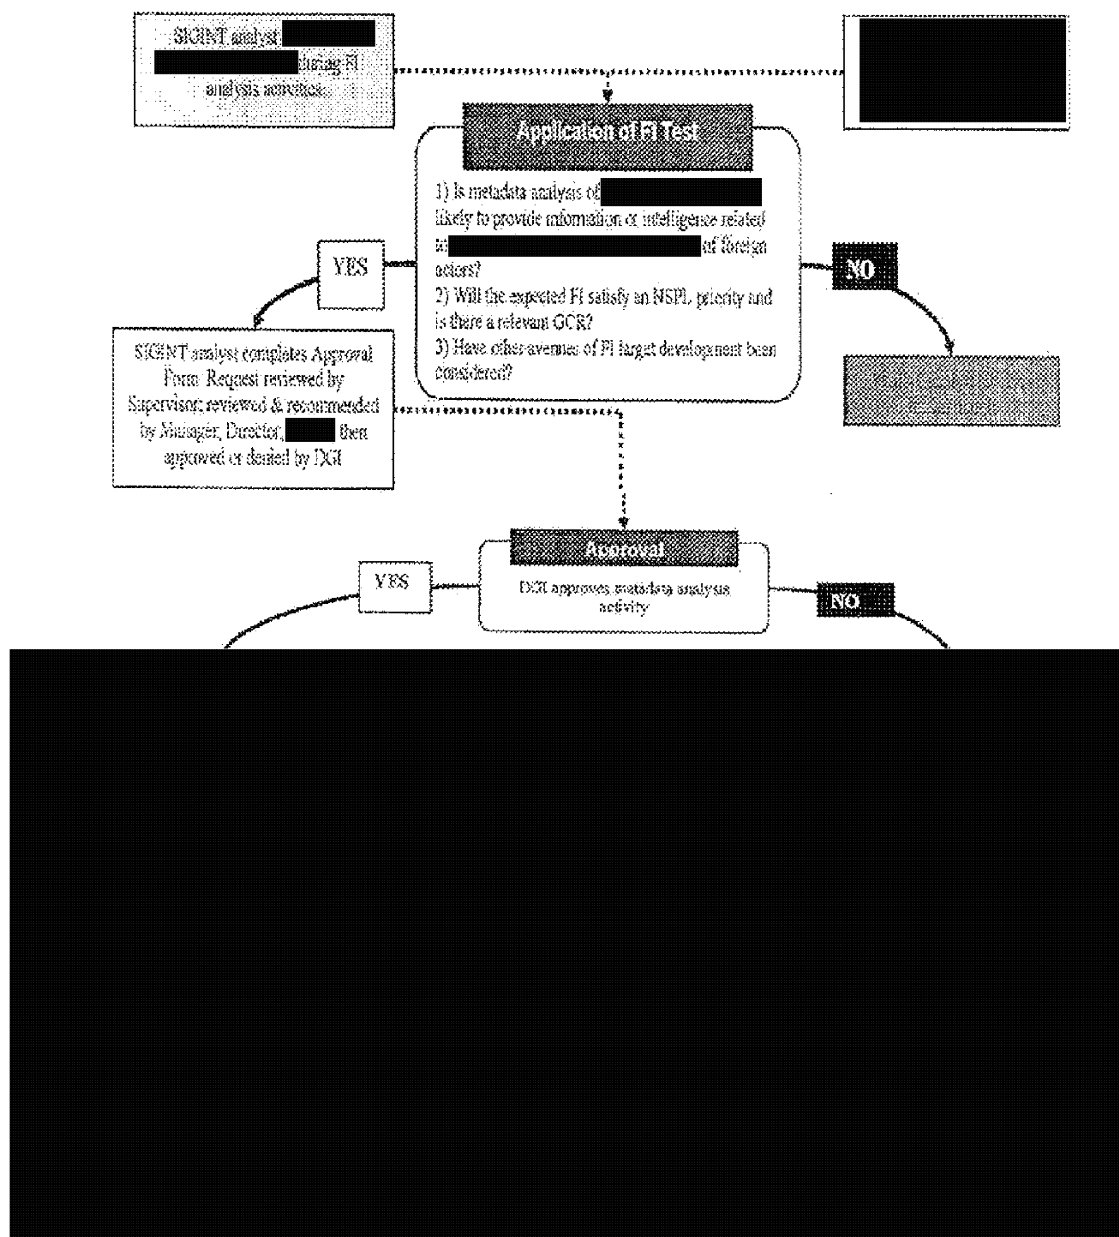 SIGINT analyst
during FI
analysis activities.
Application of FI Test
1) Is metadata analysis of
likely to provide information or intelligence related
to of foreign
actors?
2) Will the expected FI satisfy an NSPL priority and
is there a relevant GCR?
3) Have other avenues of FI target development been
considered?
YES
NO
SIGINT analyst completes Approval
Form. Request reviewed by
Supervisor; reviewed & recommended
by Manager, Director, then
approved or denied by DGI
Approval
DGI approves metadata analysis
activity
YES
NO